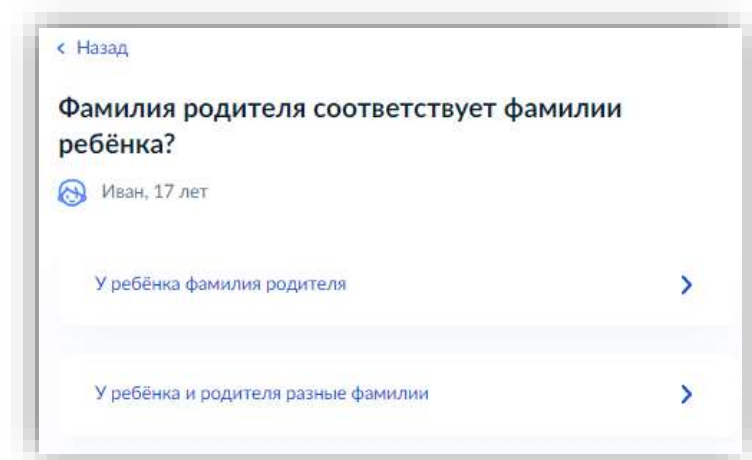 Назад
Фамилия родителя соответствует фамилии
ребёнка?
Иван, 17 лет
У ребёнка фамилия родителя
У ребёнка и родителя разные фамилии